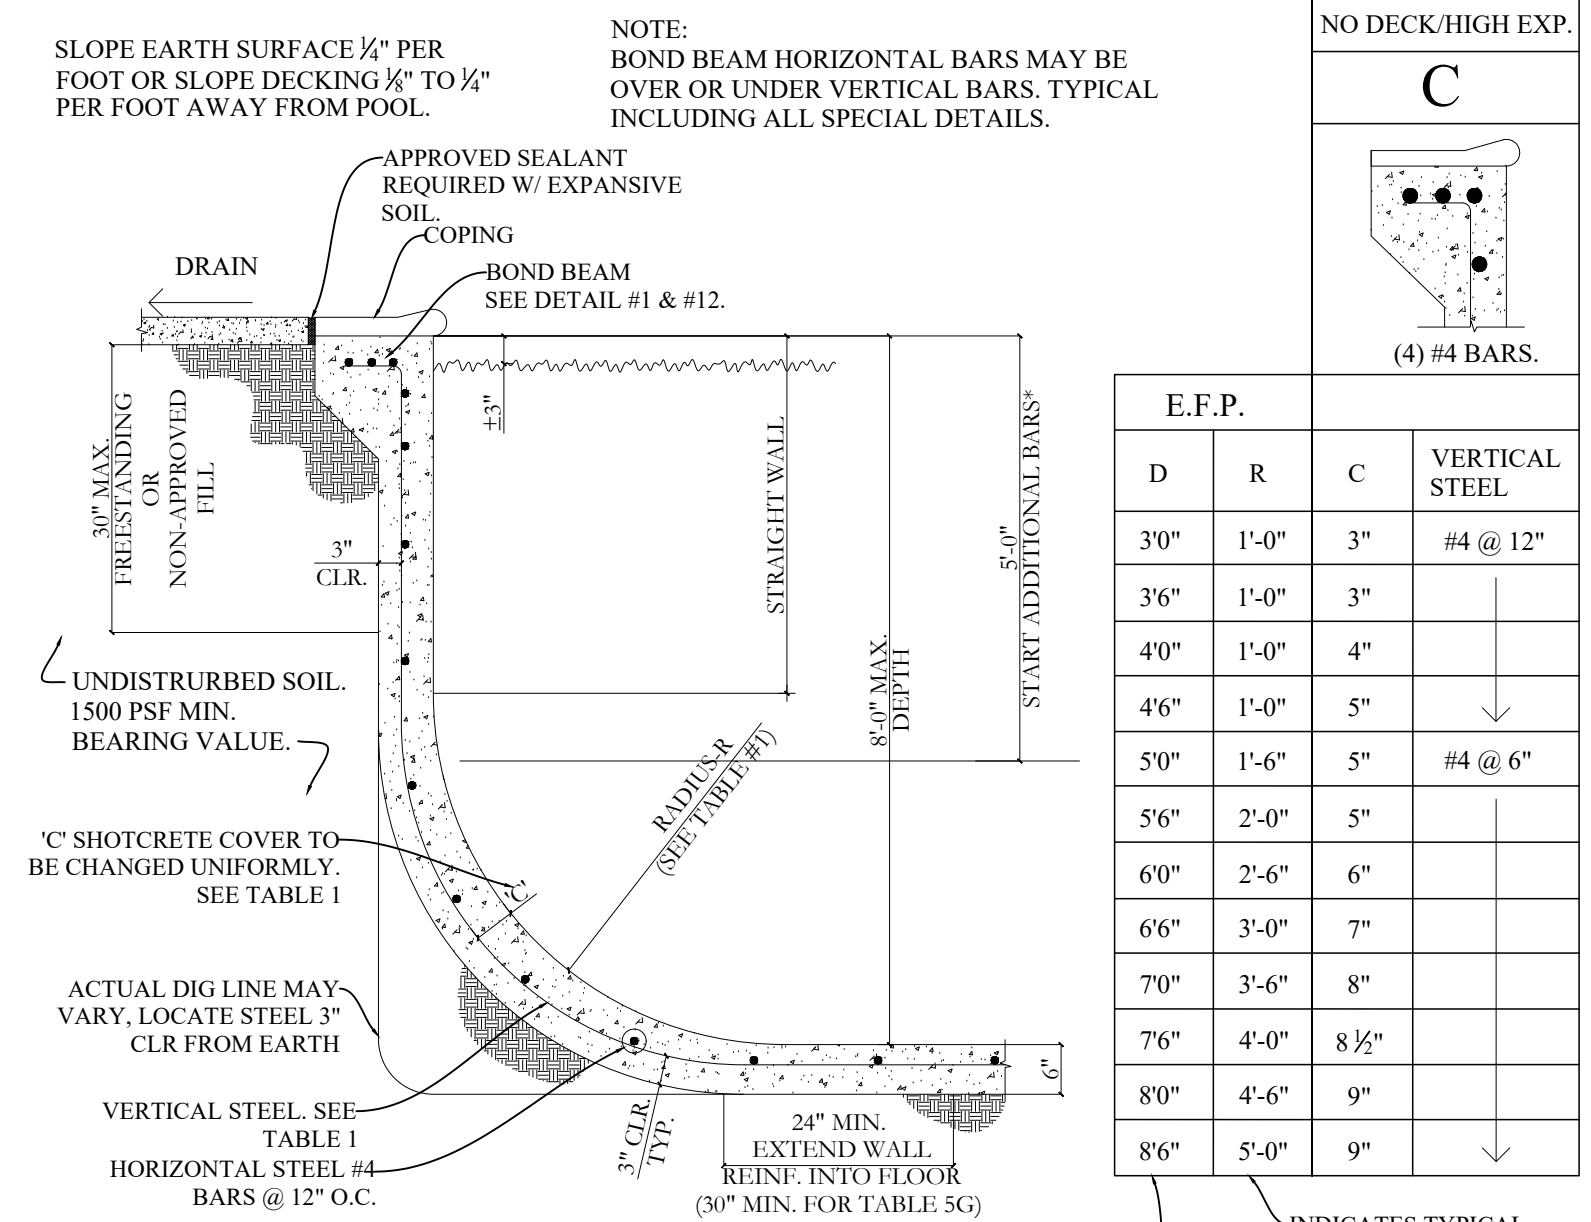 SLOPE EARTH SURFACE ¼" PER
FOOT OR SLOPE DECKING ⅛" TO ¼"
PER FOOT AWAY FROM POOL.
NOTE:
BOND BEAM HORIZONTAL BARS MAY BE
OVER OR UNDER VERTICAL BARS. TYPICAL
INCLUDING ALL SPECIAL DETAILS.
NO DECK/HIGH EXP.
C
(4) #4 BARS.
APPROVED SEALANT
REQUIRED W/ EXPANSIVE
SOIL.
COPING
DRAIN
BOND BEAM
SEE DETAIL #1 & #12.
30" MAX.
FREESTANDING
OR
NON-APPROVED
FILL
3"
CLR.
±3"
STRAIGHT WALL
8'-0" MAX.
DEPTH
5'-0"
START ADDITIONAL BARS*
UNDISTRURBED SOIL.
1500 PSF MIN.
BEARING VALUE.
RADIUS-R
(SEE TABLE #1)
'C' SHOTCRETE COVER TO
BE CHANGED UNIFORMLY.
SEE TABLE 1
'C'
ACTUAL DIG LINE MAY
VARY, LOCATE STEEL 3"
CLR FROM EARTH
VERTICAL STEEL. SEE
TABLE 1
HORIZONTAL STEEL #4
BARS @ 12" O.C.
3" CLR.
TYP.
24" MIN.
EXTEND WALL
REINF. INTO FLOOR
(30" MIN. FOR TABLE 5G)
6"
E.F.P.
D R C VERTICAL
STEEL
3'0" 1'-0" 3" #4 @ 12"
3'6" 1'-0" 3"
4'0" 1'-0" 4"
4'6" 1'-0" 5"
5'0" 1'-6" 5" #4 @ 6"
5'6" 2'-0" 5"
6'0" 2'-6" 6"
6'6" 3'-0" 7"
7'0" 3'-6" 8"
7'6" 4'-0" 8 ½"
8'0" 4'-6" 9"
8'6" 5'-0" 9"
INDICATES TYPICAL